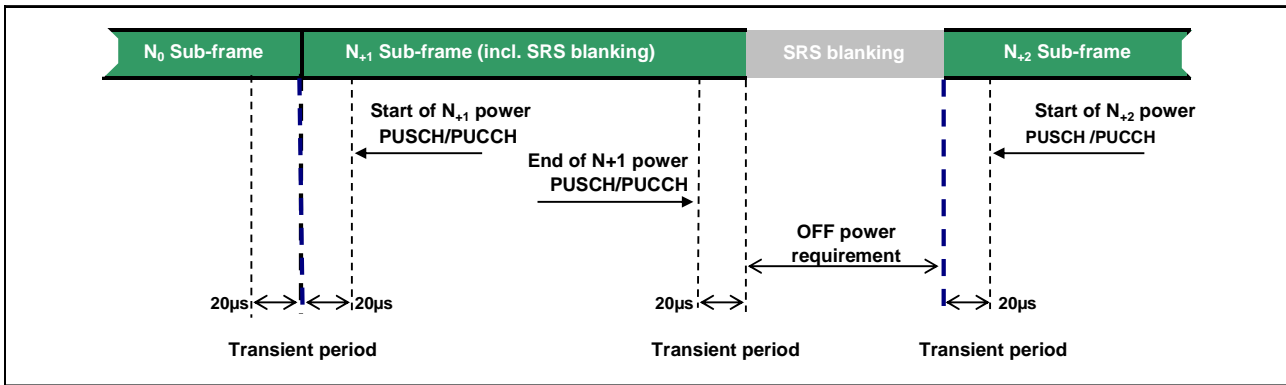 N₀ Sub-frame
N₊₁ Sub-frame (incl. SRS blanking)
SRS blanking
N₊₂ Sub-frame
Start of N₊₁ power
PUSCH/PUCCH
Start of N₊₂ power
PUSCH /PUCCH
End of N+1 power
PUSCH/PUCCH
OFF power
requirement
20µs
20µs
20µs
20µs
Transient period
Transient period
Transient period